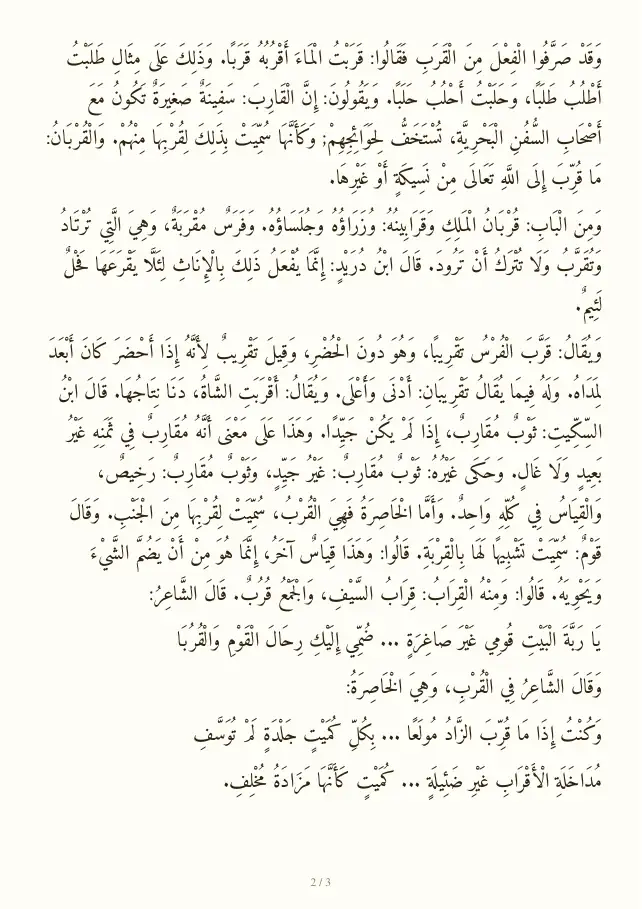 وَقَدْ صَرَّفُوا الْفِعْلَ مِنَ الْقَرَبِ فَقَالُوا: قَرَبْتُ الْمَاءَ أَقْرُبُهُ قَرَبًا. وَذَلِكَ عَلَى مِثَالِ طَلَبْتُ
أَطْلُبُ طَلَبًا، وَحَلَبْتُ أَحْلُبُ حَلَبًا. وَيَقُولُونَ: إِنَّ الْقَارِبَ: سَفِينَةٌ صَغِيرَةٌ تَكُونُ مَعَ
أَصْحَابِ السُّفُنِ الْبَحْرِيَّةِ، تُسْتَخَفُّ لِحَوَائِجِهِمْ; وَكَأَنَّهَا سُمِّيَتْ بِذَلِكَ لِقُرْبِهَا مِنْهُمْ. وَالْقُرْبَانُ:
مَا قُرِّبَ إِلَى اللَّهِ تَعَالَى مِنْ نَسِيكَةٍ أَوْ غَيْرِهَا.
وَمِنَ الْبَابِ: قُرْبَانُ الْمَلِكِ وَقَرَابِينُهُ: وُزَرَاؤُهُ وَجُلَسَاؤُهُ. وَفَرَسٌ مُقْرَبَةٌ، وَهِيَ الَّتِي تُرْتَادُ
وَتُقَرَّبُ وَلَا تُتْرَكُ أَنْ تَرُودَ. قَالَ ابْنُ دُرَيْدٍ: إِنَّمَا يُفْعَلُ ذَلِكَ بِالْإِنَاثِ لِئَلَّا يَقْرَعَهَا فَحْلٌ
لَئِيمٌ.
وَيُقَالُ: قَرَّبَ الْفُرْسُ تَقْرِيبًا، وَهُوَ دُونَ الْحُضْرِ، وَقِيلَ تَقْرِيبٌ لِأَنَّهُ إِذَا أَحْضَرَ كَانَ أَبْعَدَ
لِمَدَاهُ. وَلَهُ فِيمَا يُقَالُ تَقْرِيبَانِ: أَدْنَى وَأَعْلَى. وَيُقَالُ: أَقْرَبَتِ الشَّاةُ، دَنَا نِتَاجُهَا. قَالَ ابْنُ
السِّكِّيتِ: ثَوْبٌ مُقَارِبٌ، إِذَا لَمْ يَكُنْ جَيِّدًا. وَهَذَا عَلَى مَعْنَى أَنَّهُ مُقَارِبٌ فِي ثَمَنِهِ غَيْرُ
بَعِيدٍ وَلَا غَالٍ. وَحَكَى غَيْرُهُ: ثَوْبٌ مُقَارِبٌ: غَيْرُ جَيِّدٍ، وَثَوْبٌ مُقَارِبٌ: رَخِيصٌ،
وَالْقِيَاسُ فِي كُلِّهِ وَاحِدٌ. وَأَمَّا الْخَاصِرَةُ فَهِيَ الْقُرْبُ، سُمِّيَتْ لِقُرْبِهَا مِنَ الْجَنْبِ. وَقَالَ
قَوْمٌ: سُمِّيَتْ تَشْبِيهًا لَهَا بِالْقِرْبَةِ. قَالُوا: وَهَذَا قِيَاسٌ آخَرُ، إِنَّمَا هُوَ مِنْ أَنْ يَضُمَّ الشَّيْءَ
وَيَحْوِيَهُ. قَالُوا: وَمِنْهُ الْقِرَابُ: قِرَابُ السَّيْفِ، وَالْجَمْعُ قُرُبٌ. قَالَ الشَّاعِرُ:
يَا رَبَّةَ الْبَيْتِ قُومِي غَيْرَ صَاغِرَةٍ ... ضُمِّي إِلَيْكِ رِحَالَ الْقَوْمِ وَالْقُرُبَا
وَقَالَ الشَّاعِرُ فِي الْقُرْبِ، وَهِيَ الْخَاصِرَةُ:
وَكُنْتُ إِذَا مَا قُرِّبَ الزَّادُ مُولَعًا ... بِكُلِّ كُمَيْتٍ جَلْدَةٍ لَمْ تُوَسَّفِ
مُدَاخَلَةِ الْأَقْرَابِ غَيْرِ ضَئِيلَةٍ ... كُمَيْتٍ كَأَنَّهَا مَزَادَةُ مُخْلِفِ.
2 / 3